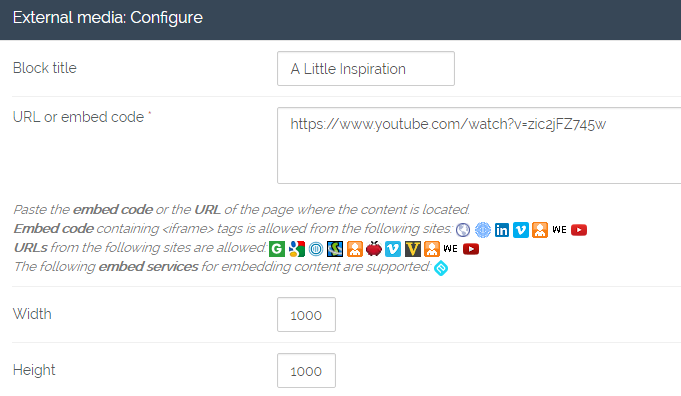 External media: Configure
Block title
A Little Inspiration
URL or embed code *
https://www.youtube.com/watch?v=zic2jFZ745w
Paste the embed code or the URL of the page where the content is located.
Embed code containing <iframe> tags is allowed from the following sites: WE
URLs from the following sites are allowed: WE
The following embed services for embedding content are supported:
Width
1000
Height
1000